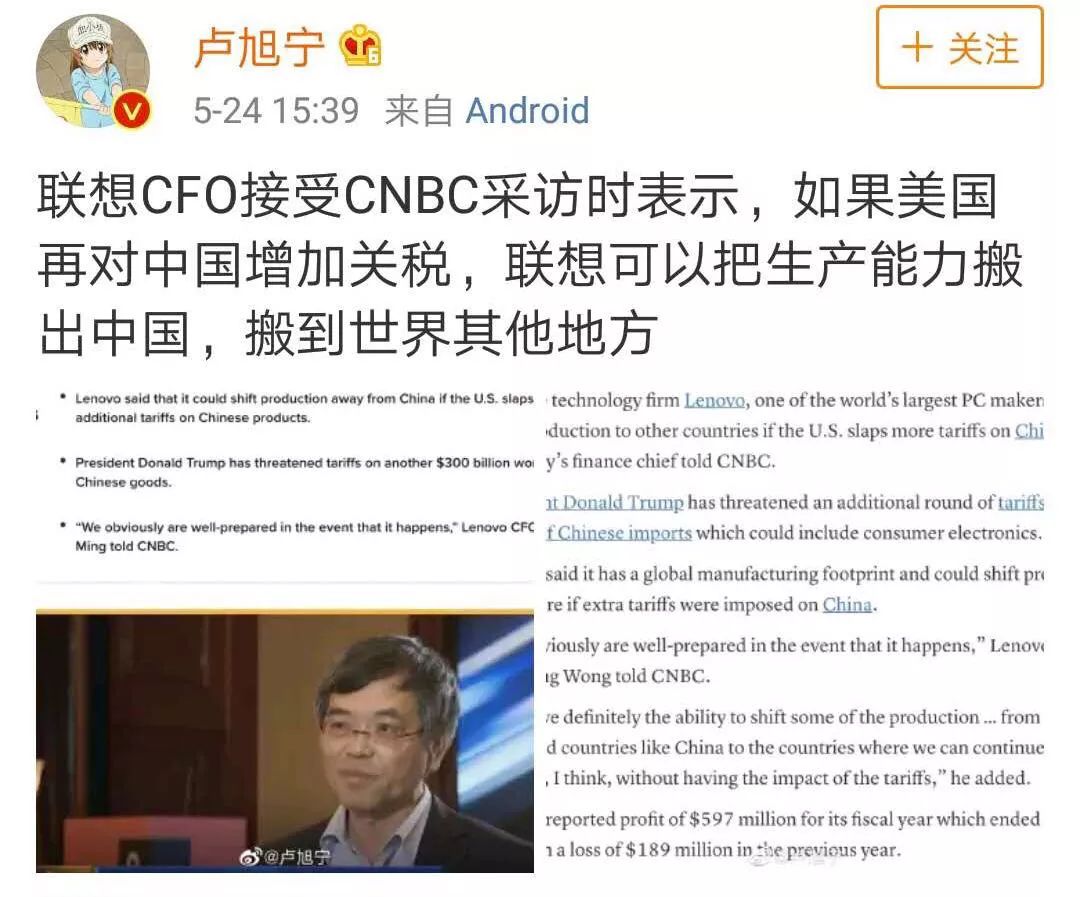 卢旭宁
+ 关注
5-24 15:39 来自 Android
联想CFO接受CNBC采访时表示，如果美国
再对中国增加关税，联想可以把生产能力搬
出中国，搬到世界其他地方
• Lenovo said that it could shift production away from China if the U.S. slaps
additional tariffs on Chinese products.
• President Donald Trump has threatened tariffs on another $300 billion wo
Chinese goods.
• “We obviously are well-prepared in the event that it happens,” Lenovo CFO
Ming told CNBC.
@卢旭宁
technology firm Lenovo, one of the world’s largest PC maker
duction to other countries if the U.S. slaps more tariffs on Chi
y’s finance chief told CNBC.
nt Donald Trump has threatened an additional round of tariffs
f Chinese imports which could include consumer electronics.
said it has a global manufacturing footprint and could shift pr
re if extra tariffs were imposed on China.
viously are well-prepared in the event that it happens,” Lenov
ng Wong told CNBC.
ve definitely the ability to shift some of the production ... from
d countries like China to the countries where we can continue
, I think, without having the impact of the tariffs,” he added.
reported profit of $597 million for its fiscal year which ended
n a loss of $189 million in the previous year.